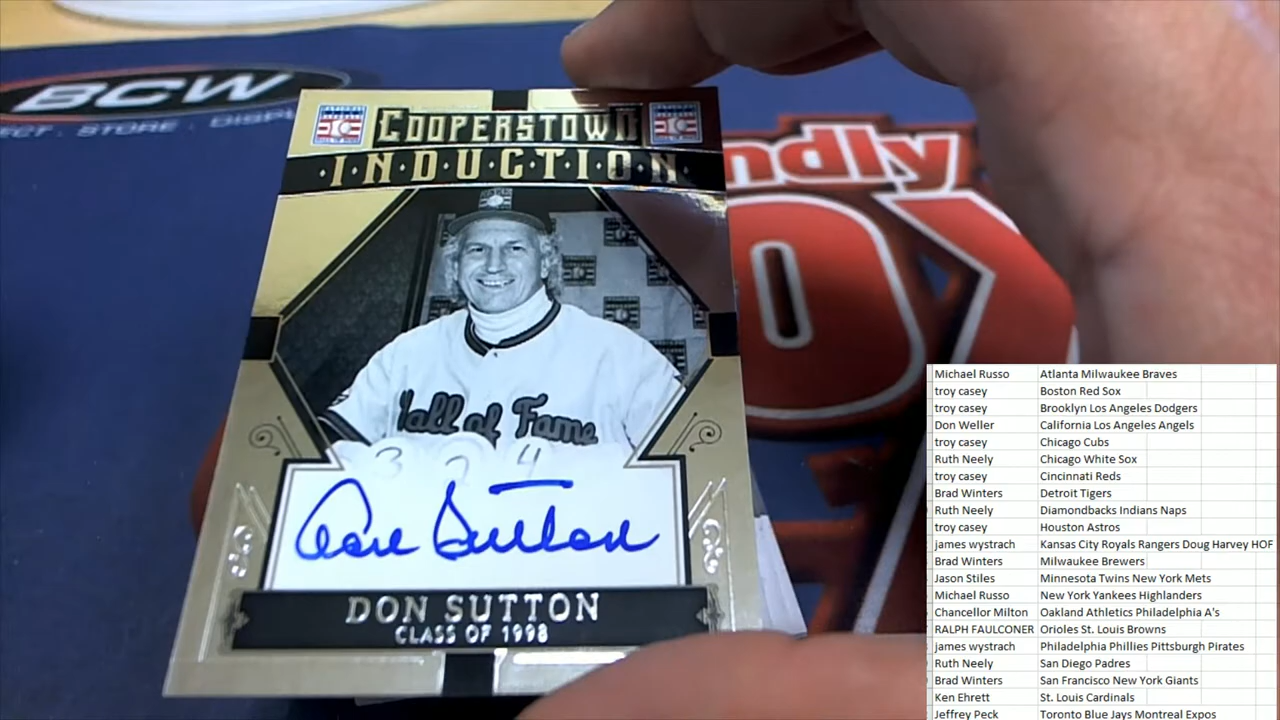 BCW
STORE
COOPERSTOWN
INDUCTION
Hall of Fame
324
Don Sutton
DON SUTTON
CLASS OF 1998
ndly
Michael Russo Atlanta Milwaukee Braves
troy casey Boston Red Sox
troy casey Brooklyn Los Angeles Dodgers
Don Weller California Los Angeles Angels
troy casey Chicago Cubs
Ruth Neely Chicago White Sox
troy casey Cincinnati Reds
Brad Winters Detroit Tigers
Ruth Neely Diamondbacks Indians Naps
troy casey Houston Astros
james wystrach Kansas City Royals Rangers Doug Harvey HOF
Brad Winters Milwaukee Brewers
Jason Stiles Minnesota Twins New York Mets
Michael Russo New York Yankees Highlanders
Chancellor Milton Oakland Athletics Philadelphia A's
RALPH FAULCONER Orioles St. Louis Browns
james wystrach Philadelphia Phillies Pittsburgh Pirates
Ruth Neely San Diego Padres
Brad Winters San Francisco New York Giants
Ken Ehrett St. Louis Cardinals
Jeffrey Peck Toronto Blue Jays Montreal Expos